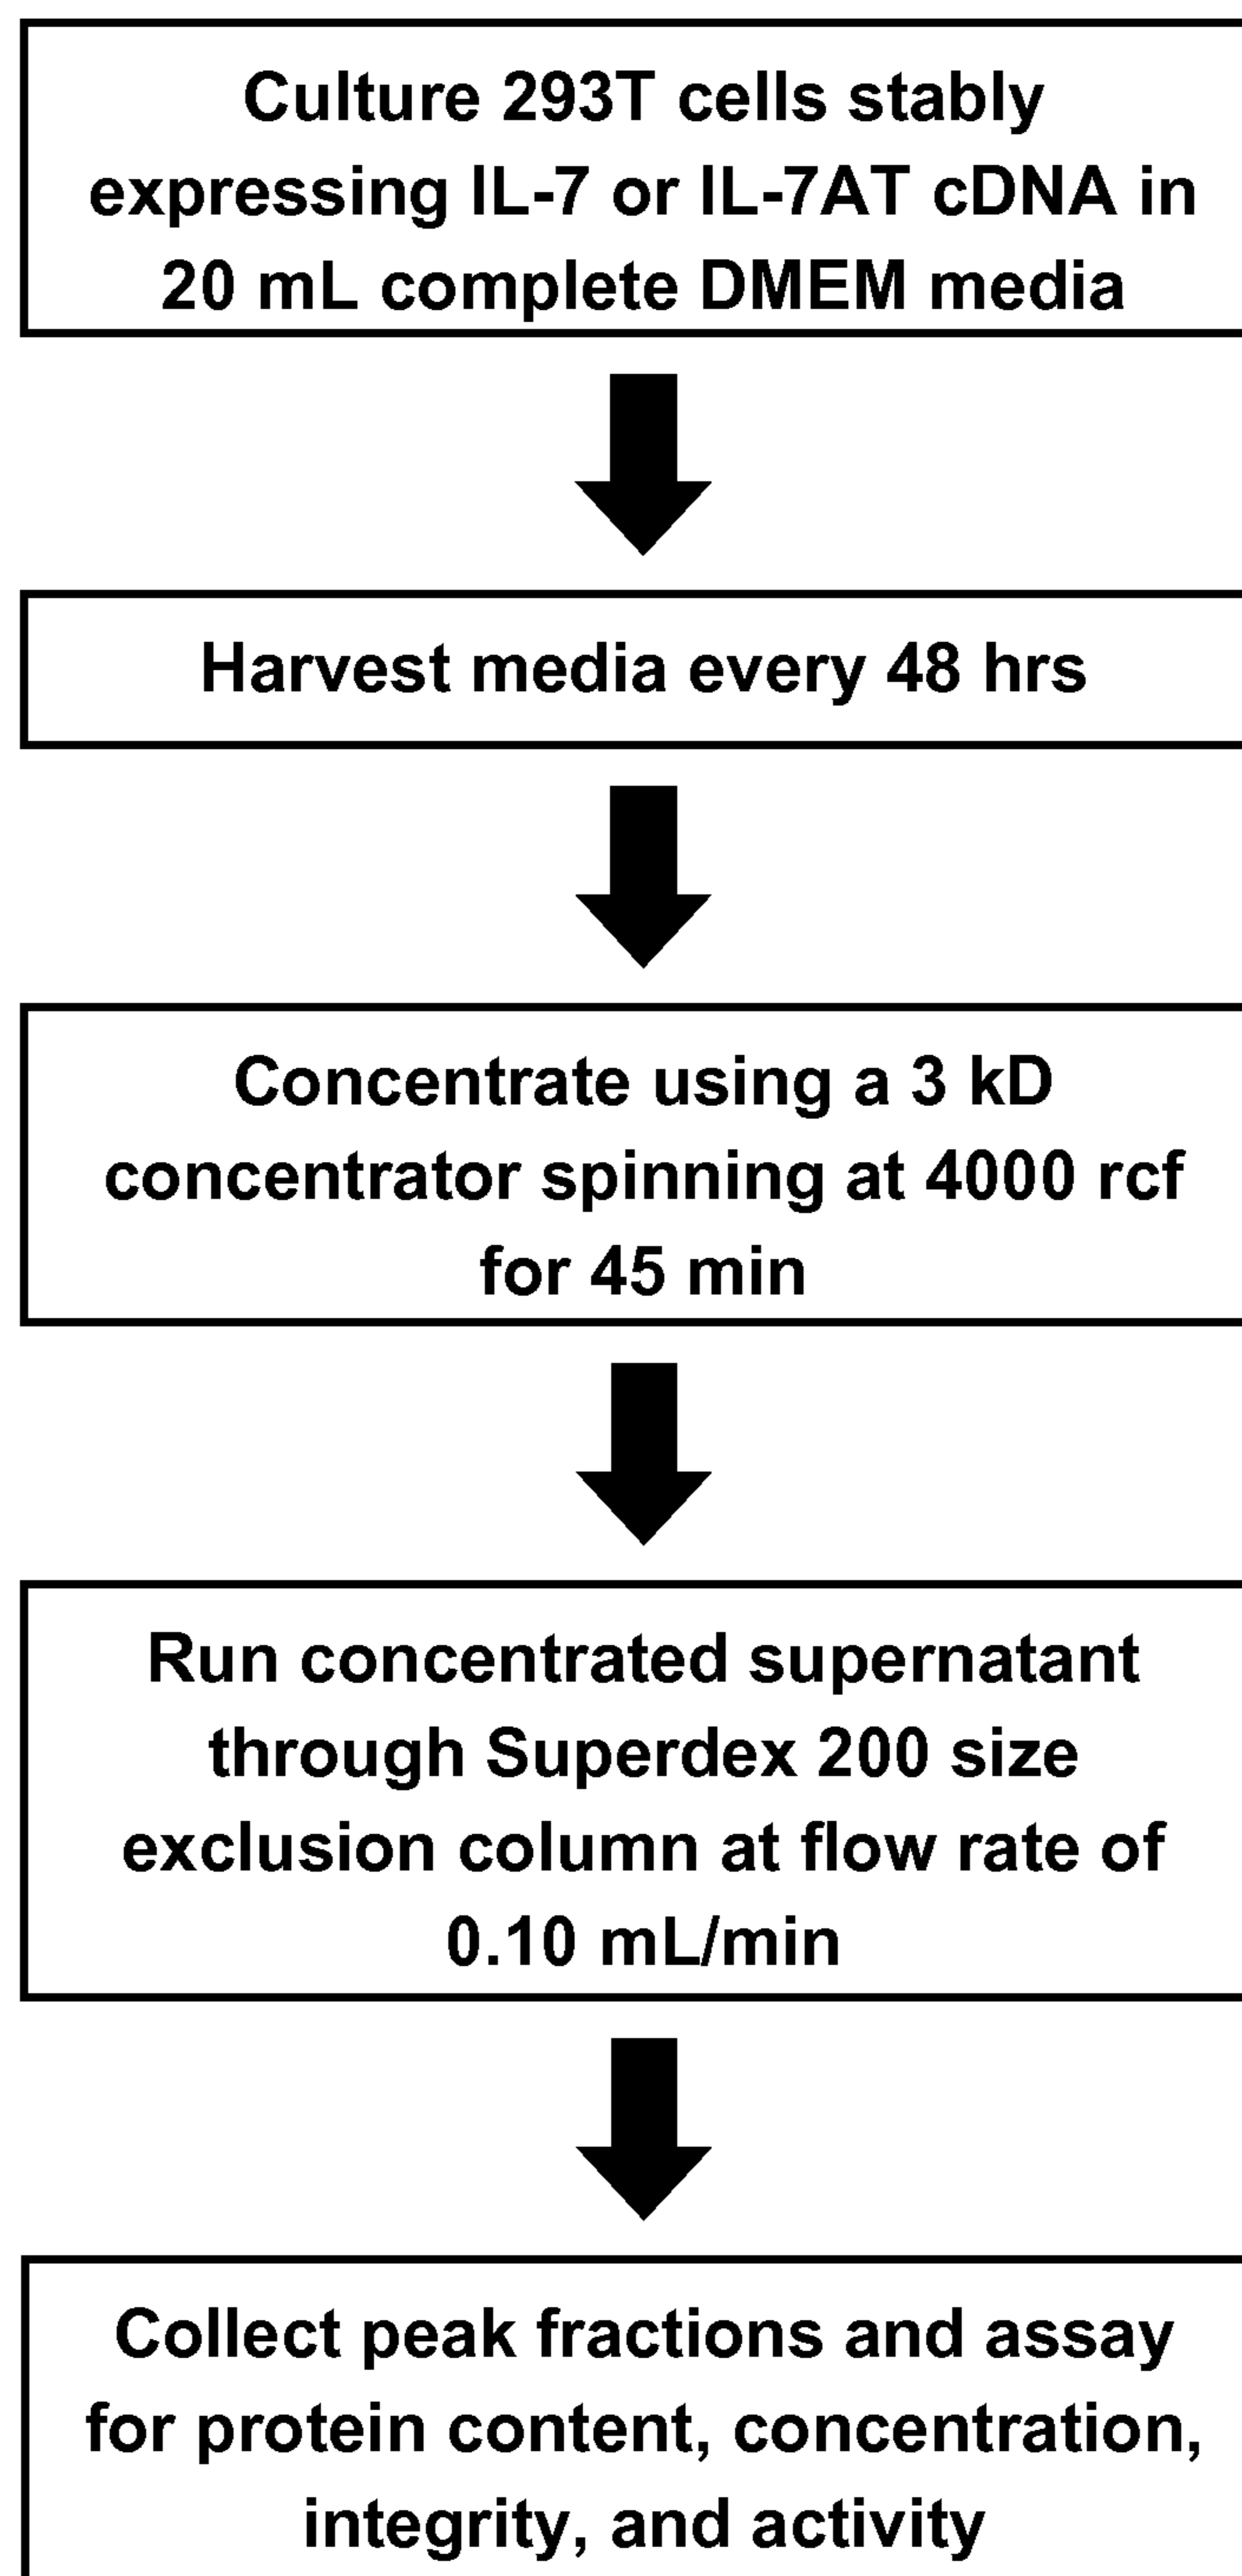 Culture 293T cells stably
expressing IL-7 or IL-7AT cDNA in
20 mL complete DMEM media
Harvest media every 48 hrs
Concentrate using a 3 kD
concentrator spinning at 4000 rcf
for 45 min
Run concentrated supernatant
through Superdex 200 size
exclusion column at flow rate of
0.10 mL/min
Collect peak fractions and assay
for protein content, concentration,
integrity, and activity